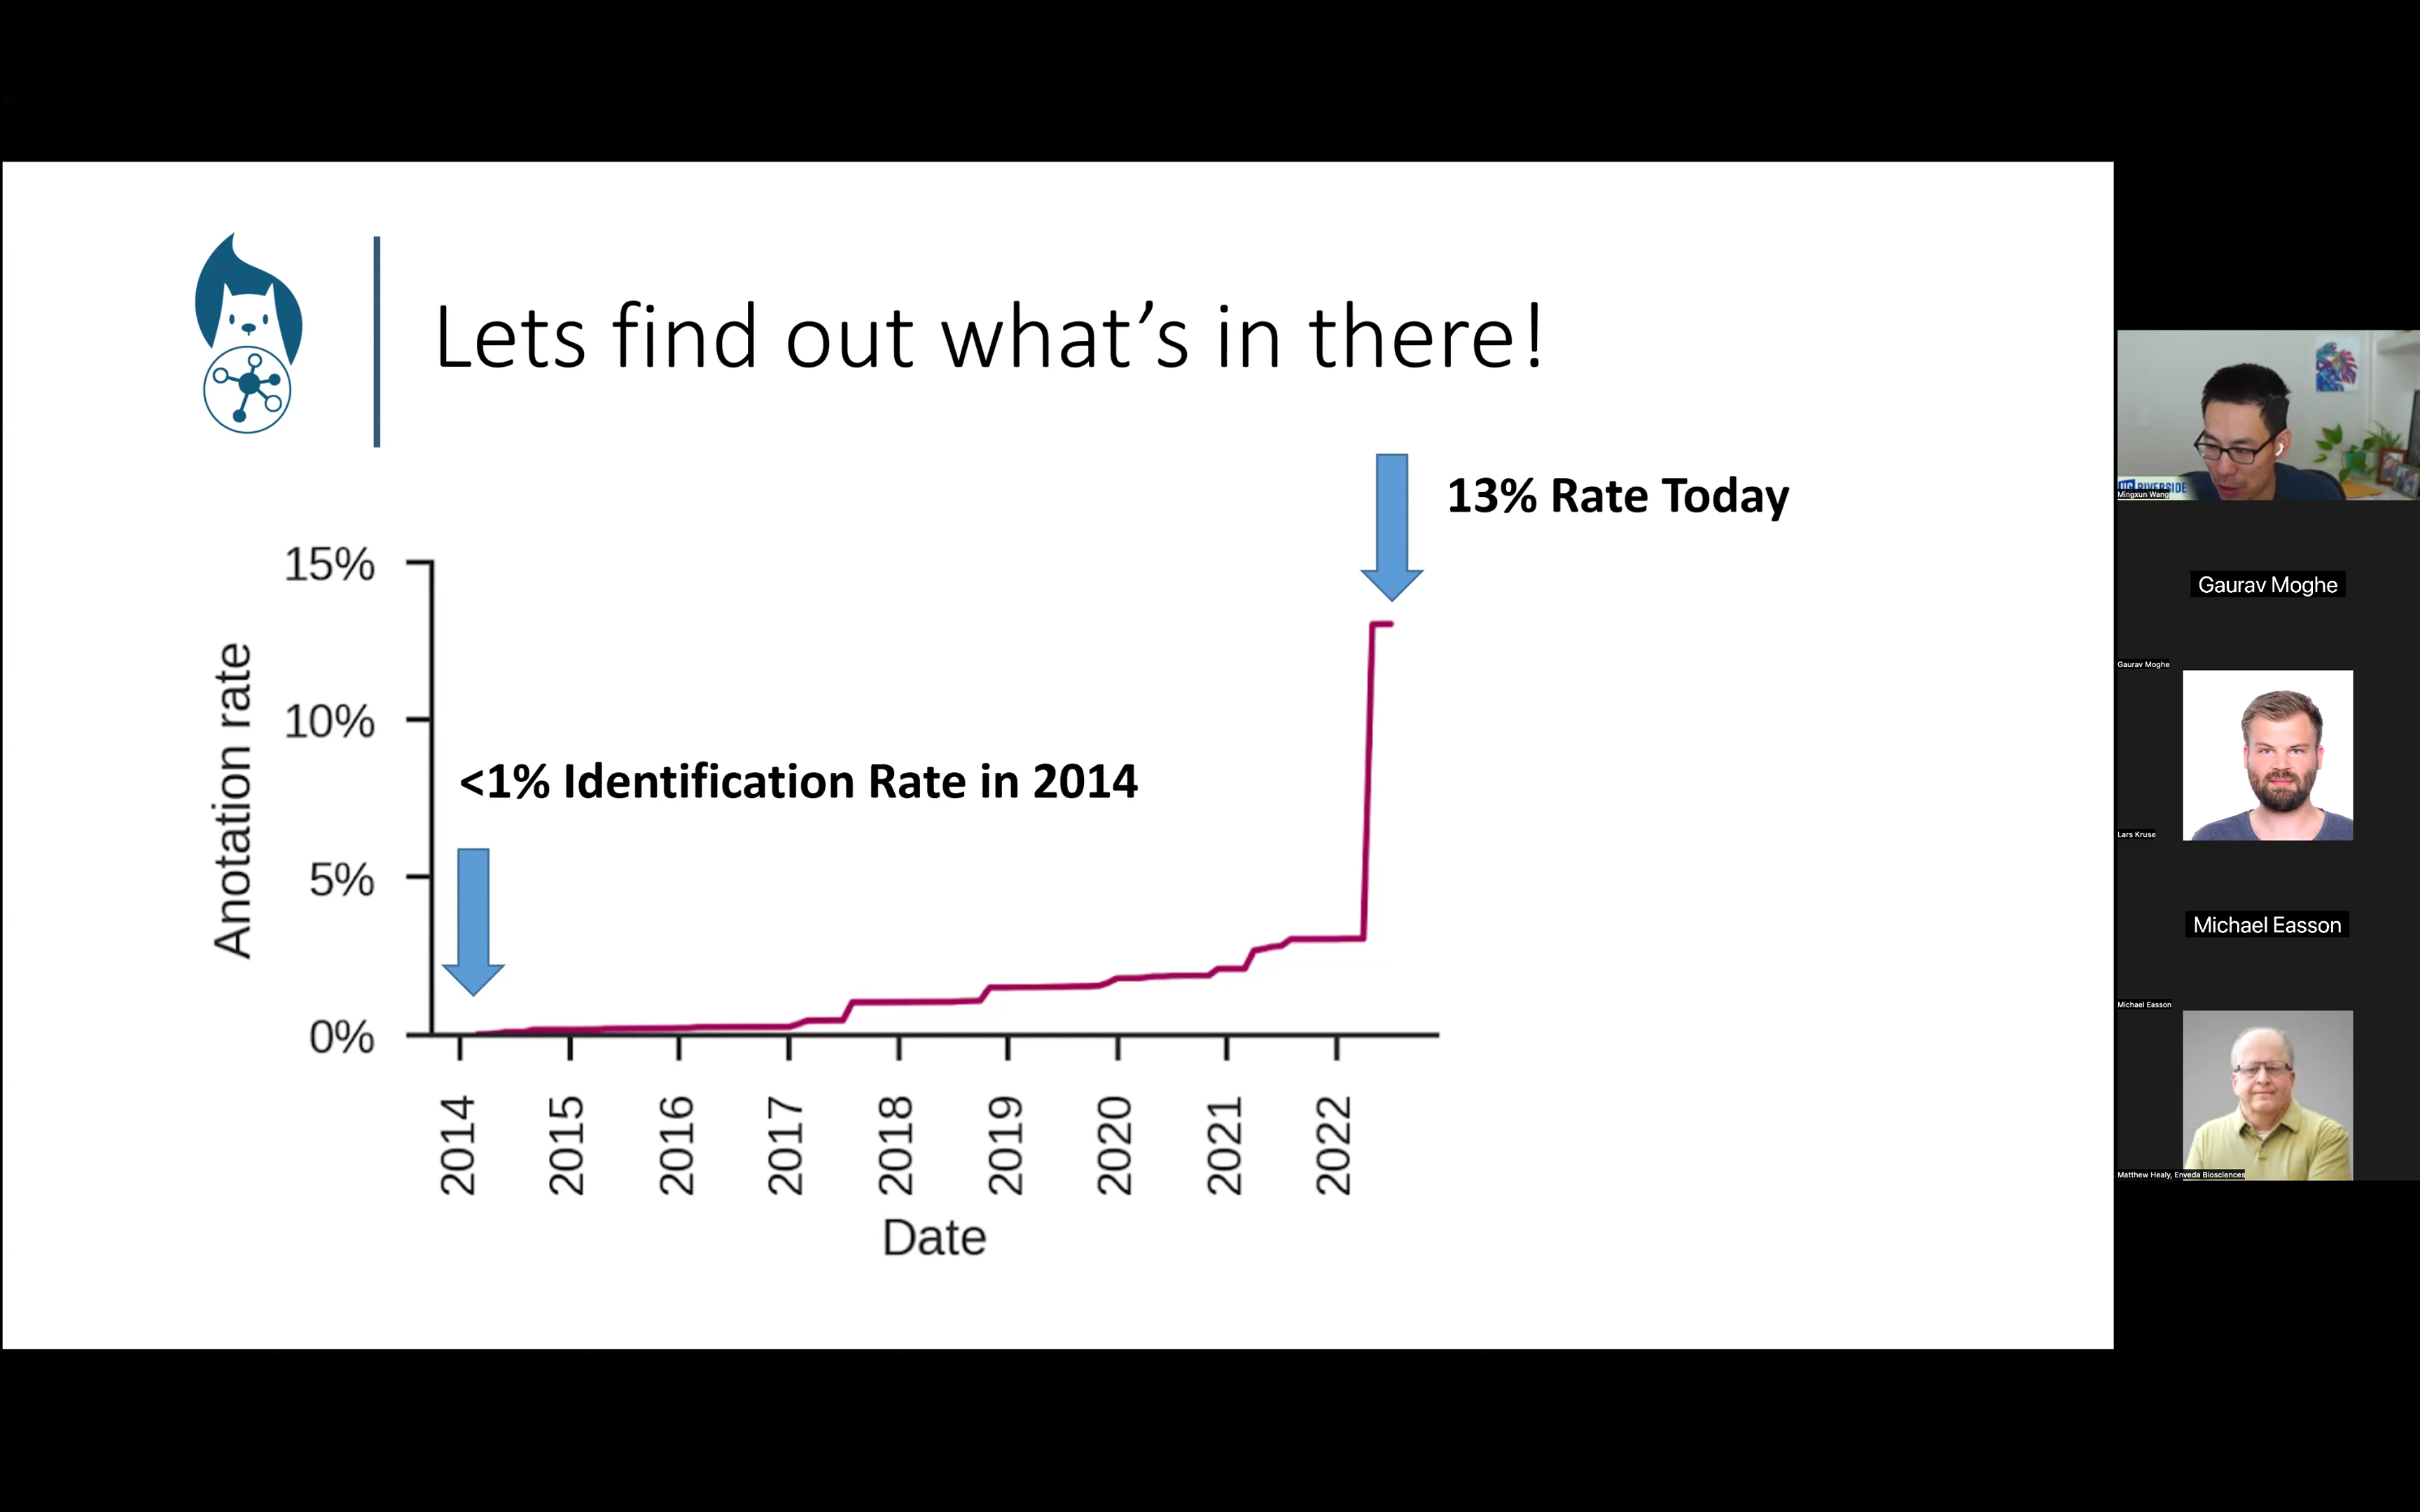 Lets find out what’s in there!
13% Rate Today
<1% Identification Rate in 2014
Anotation rate
15%
10%
5%
0%
2014
2015
2016
2017
2018
2019
2020
2021
2022
Date
UC RIVERSIDE
Mingxun Wang
Gaurav Moghe
Gaurav Moghe
Lars Kruse
Michael Easson
Michael Easson
Matthew Healy, Enveda Biosciences